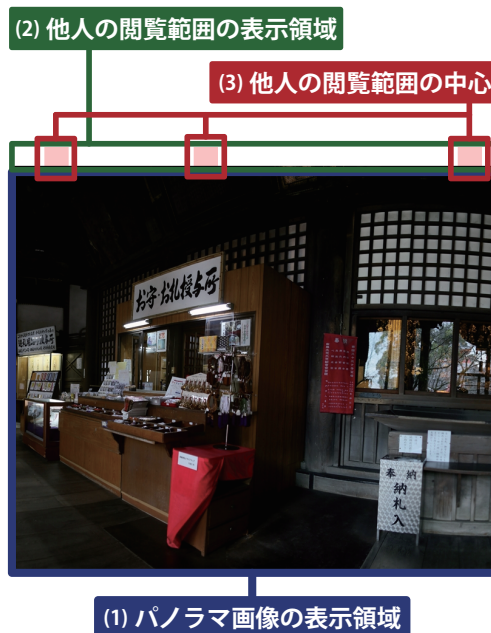 (2) 他人の閲覧範囲の表示領域
(3) 他人の閲覧範囲の中心
お守・お札授与所
奉納
納札入
(1) パノラマ画像の表示領域